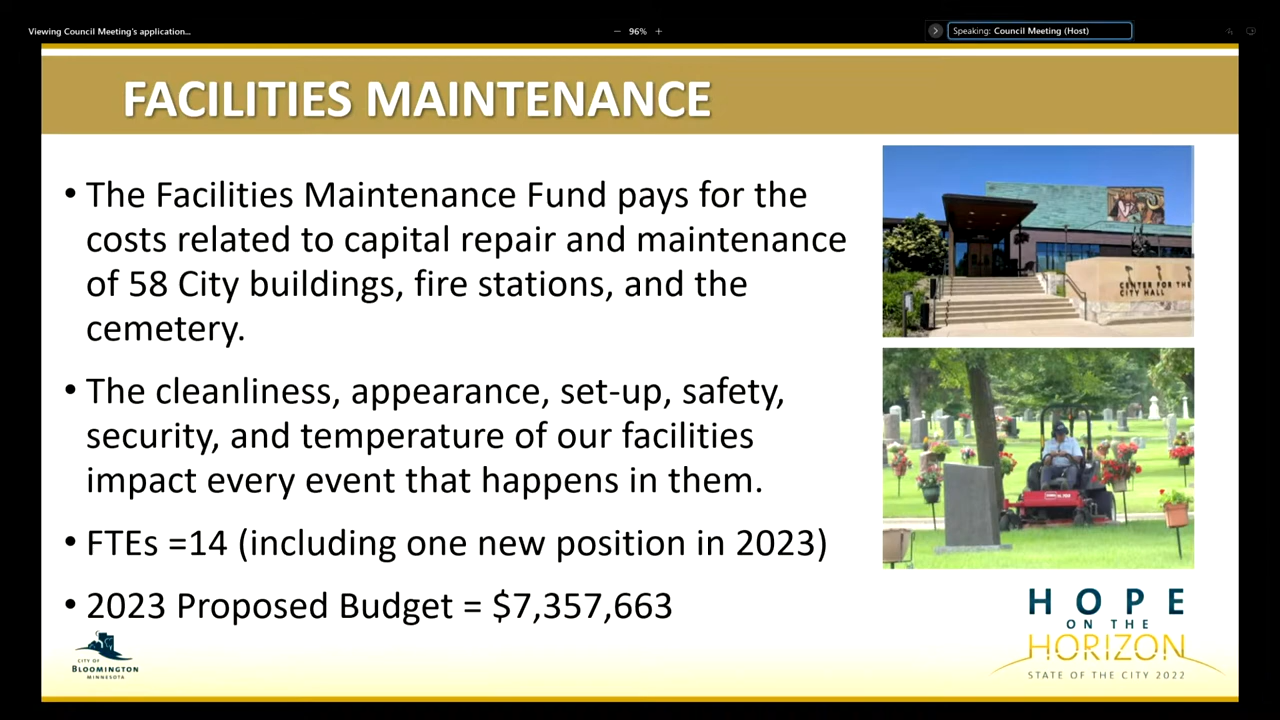 Viewing Council Meeting's application...
— 96% +
Speaking: Council Meeting (Host)
FACILITIES MAINTENANCE
• The Facilities Maintenance Fund pays for the
costs related to capital repair and maintenance
of 58 City buildings, fire stations, and the
cemetery.
• The cleanliness, appearance, set-up, safety,
security, and temperature of our facilities
impact every event that happens in them.
• FTEs =14 (including one new position in 2023)
• 2023 Proposed Budget = $7,357,663
CENTER FOR THE
CITY HALL
CITY OF
BLOOMINGTON
MINNESOTA
HOPE
ON THE
HORIZON
STATE OF THE CITY 2022